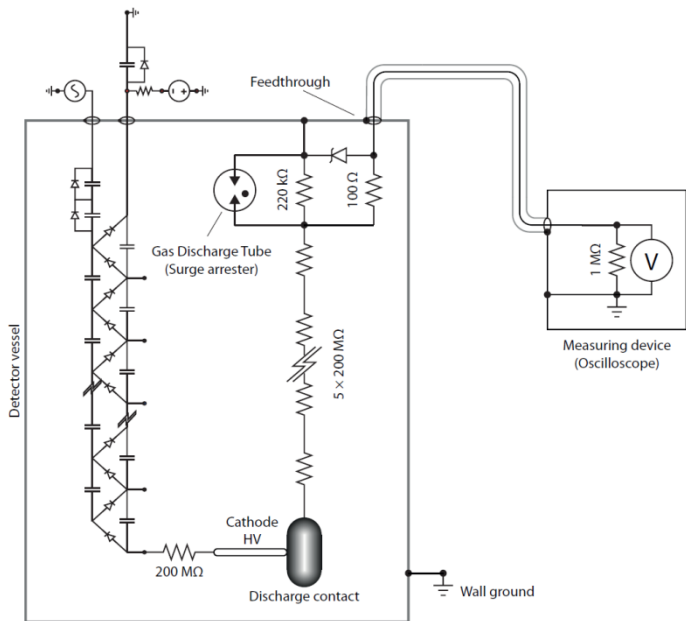 Feedthrough
220 kΩ
100 Ω
Gas Discharge Tube
(Surge arrester)
1 MΩ
V
Measuring device
(Oscilloscope)
Detector vessel
5 × 200 MΩ
Cathode
HV
200 MΩ
Discharge contact
Wall ground